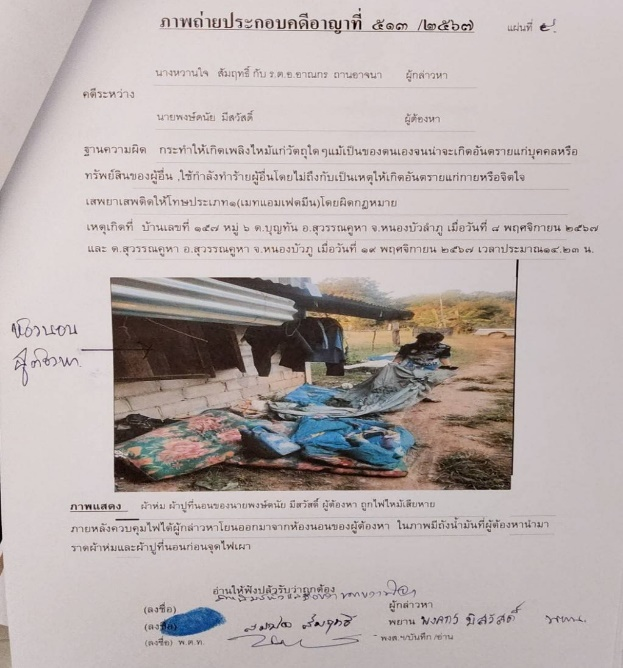 ภาพถ่ายประกอบคดีอาญาที่ ๕๑๓ /๒๕๖๗ แผ่นที่ ๙.
นางหวานใจ สัมฤทธิ์ กับ ร.ต.อ.อาณกร ถานอาจนา ผู้กล่าวหา
คดีระหว่าง
นายพงษ์ดนัย มีสวัสดิ์ ผู้ต้องหา
ฐานความผิด กระทำให้เกิดเพลิงไหม้แก่วัตถุใดๆแม้เป็นของตนเองจนน่าจะเกิดอันตรายแก่บุคคลหรือ
ทรัพย์สินของผู้อื่น ,ใช้กำลังทำร้ายผู้อื่นโดยไม่ถึงกับเป็นเหตุให้เกิดอันตรายแก่กายหรือจิตใจ
เสพยาเสพติดให้โทษประเภท๑(เมทแอมเฟตมีน)โดยผิดกฎหมาย
เหตุเกิดที่ บ้านเลขที่ ๑๕๗ หมู่ ๖ ต.บุญทัน อ.สุวรรณคูหา จ.หนองบัวลำภู เมื่อวันที่ ๘ พฤศจิกายน ๒๕๖๗
และ ต.สุวรรณคูหา อ.สุวรรณคูหา จ.หนองบัวภู เมื่อวันที่ ๑๙ พฤศจิกายน ๒๕๖๗ เวลาประมาณ๑๔.๒๓ น.
ห้องนอน
ผู้ต้องหา
ภาพแสดง ผ้าห่ม ผ้าปูที่นอนของนายพงษ์ดนัย มีสวัสดิ์ ผู้ต้องหา ถูกไฟไหม้เสียหาย
ภายหลังควบคุมไฟได้ผู้กล่าวหาโยนออกมาจากห้องนอนของผู้ต้องหา ในภาพมีถังน้ำมันที่ผู้ต้องหานำมา
ราดผ้าห่มและผ้าปูที่นอนก่อนจุดไฟเผา
อ่านให้ฟังแล้วรับว่าถูกต้อง
(ลงชื่อ) ผู้กล่าวหา
(ลงชื่อ) สัมฤทธิ์ พยาน พงศกร มีสวัสดิ์ พยาน
(ลงชื่อ) พ.ต.ท. พงส.ฯ/บันทึก /อ่าน